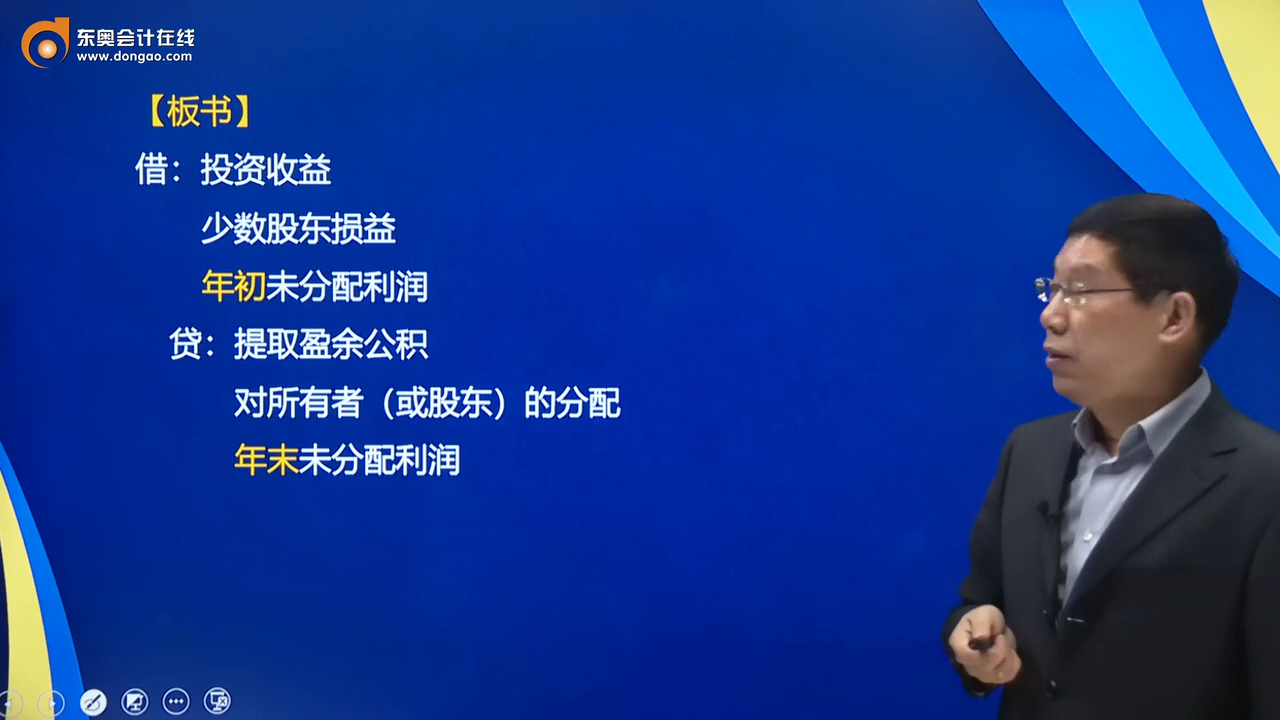 东奥会计在线
www.dongao.com
【板书】
借：投资收益
少数股东损益
年初未分配利润
贷：提取盈余公积
对所有者（或股东）的分配
年末未分配利润